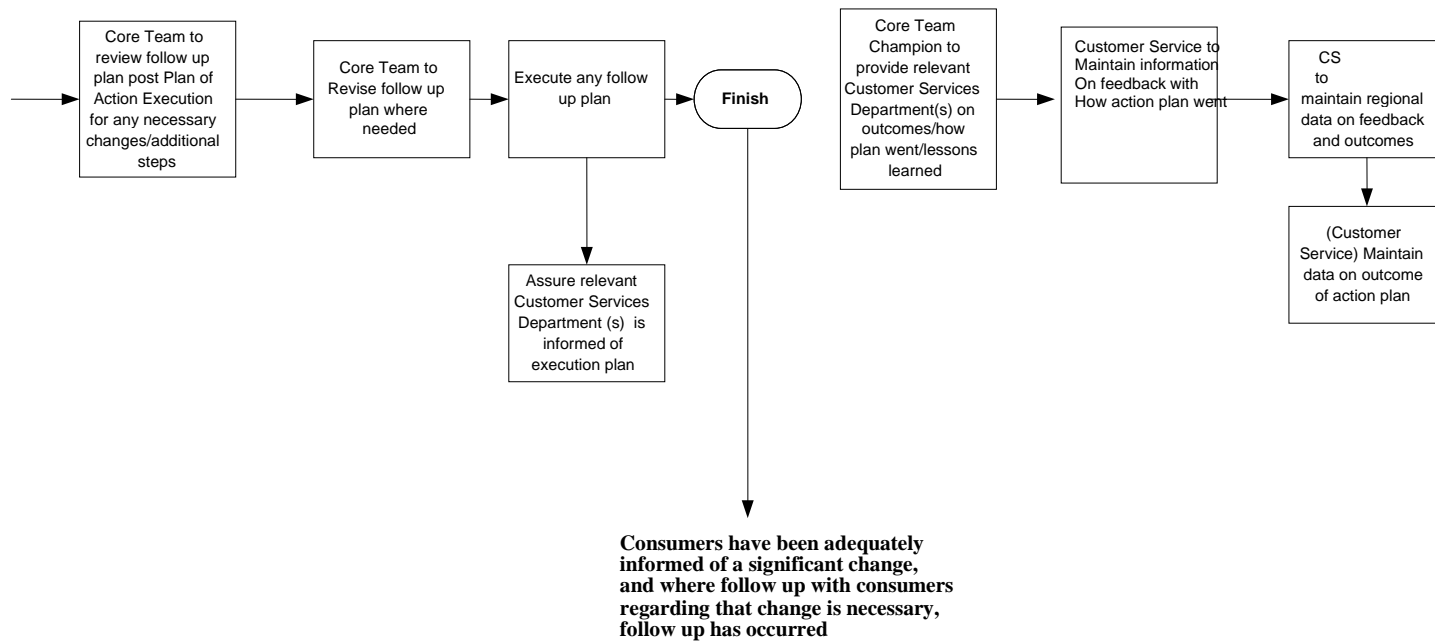 Core Team to
review follow up
plan post Plan of
Action Execution
for any necessary
changes/additional
steps
Core Team to
Revise follow up
plan where
needed
Execute any follow
up plan
Finish
Assure relevant
Customer Services
Department (s) is
informed of
execution plan
Consumers have been adequately
informed of a significant change,
and where follow up with consumers
regarding that change is necessary,
follow up has occurred
Core Team
Champion to
provide relevant
Customer Services
Department(s) on
outcomes/how
plan went/lessons
learned
Customer Service to
Maintain information
On feedback with
How action plan went
CS
to
maintain regional
data on feedback
and outcomes
(Customer
Service) Maintain
data on outcome
of action plan